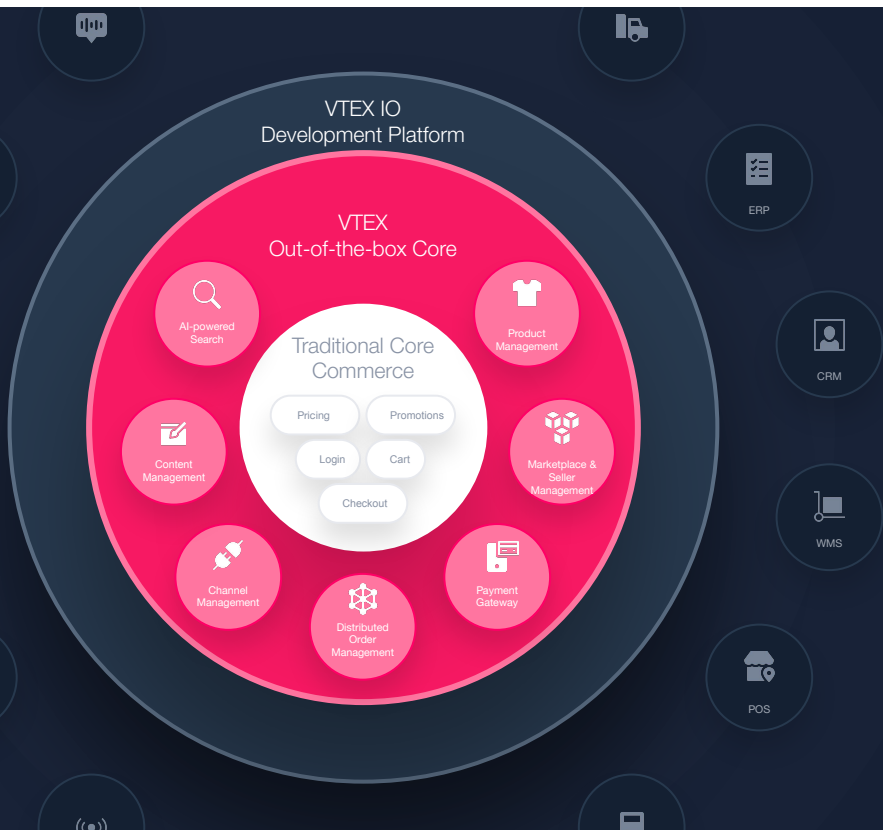 VTEX IO
Development Platform
VTEX
Out-of-the-box Core
AI-powered
Search
Product
Management
Traditional Core
Commerce
Pricing
Promotions
Login
Cart
Checkout
Content
Management
Marketplace &
Seller
Management
Channel
Management
Payment
Gateway
Distributed
Order
Management
ERP
CRM
WMS
POS